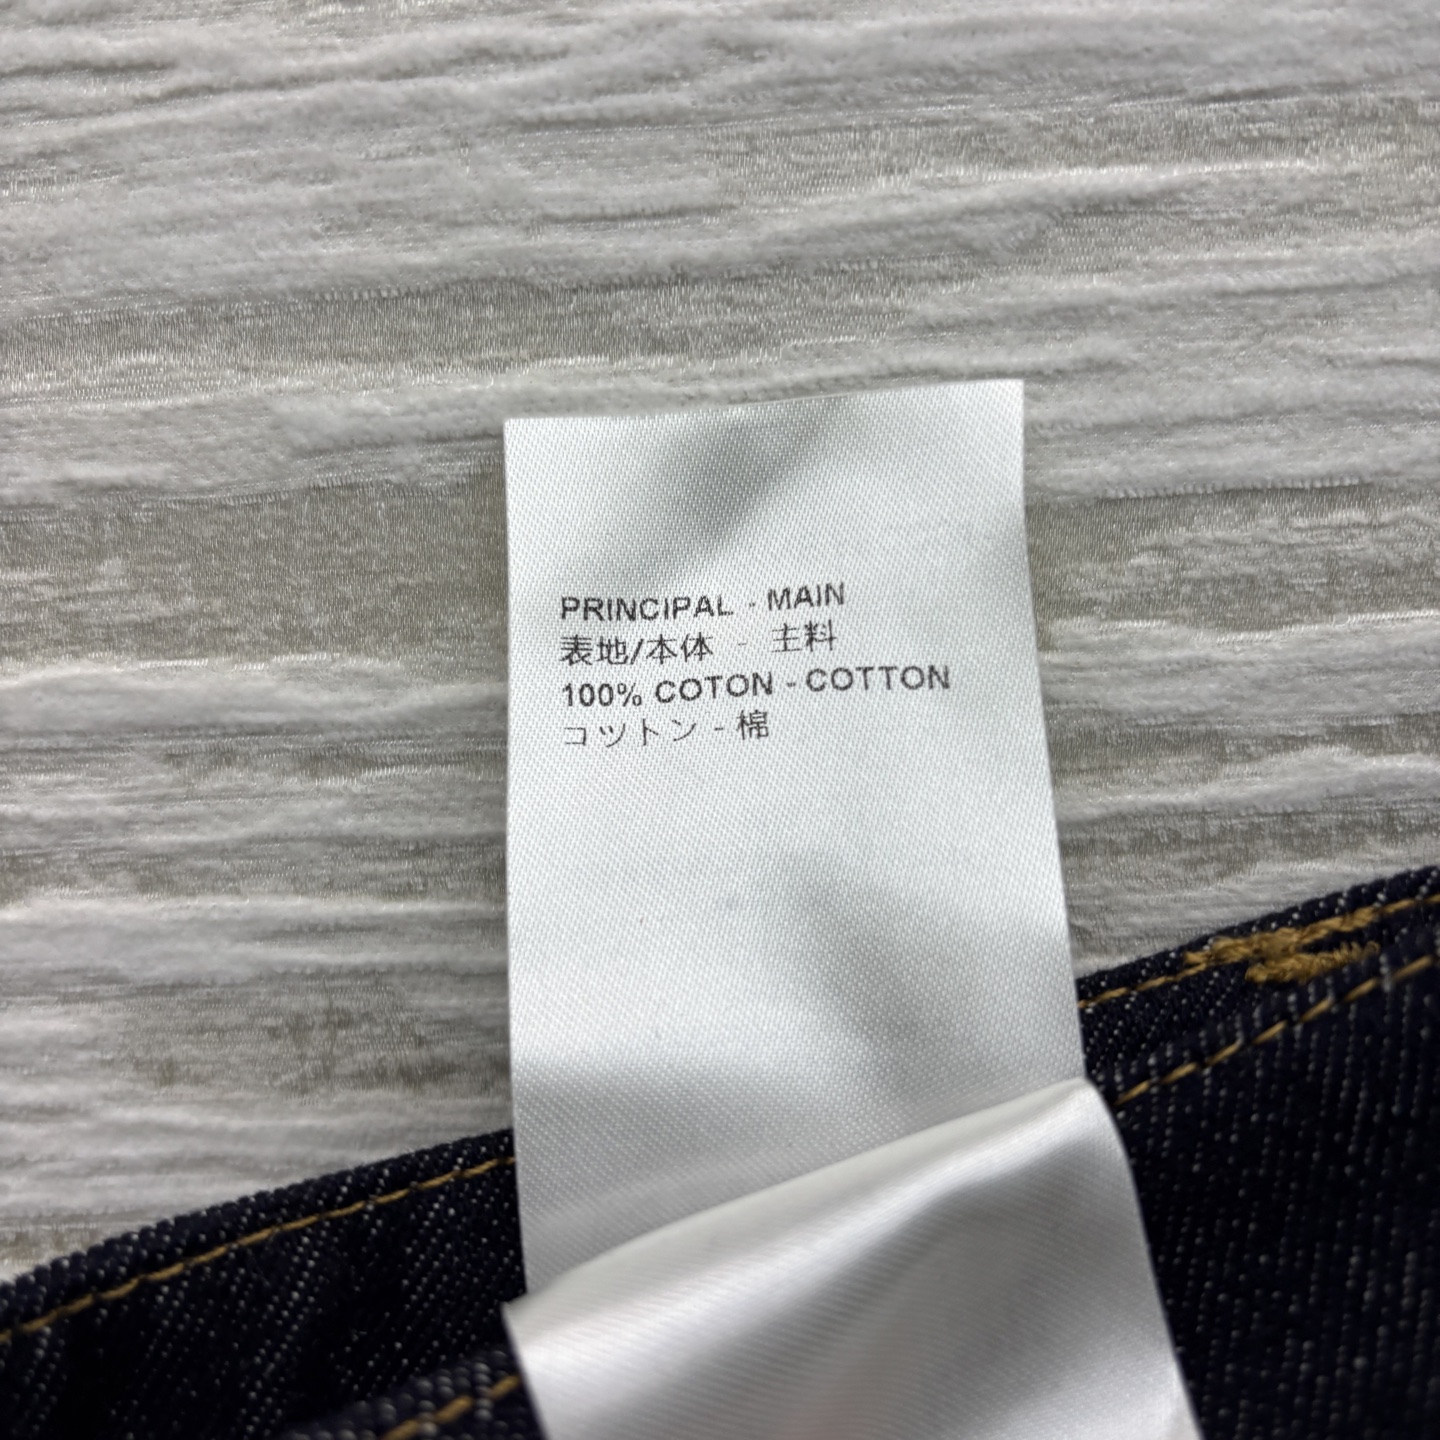 PRINCIPAL - MAIN
表地/本体 - 主料
100% COTON - COTTON
コットン - 棉